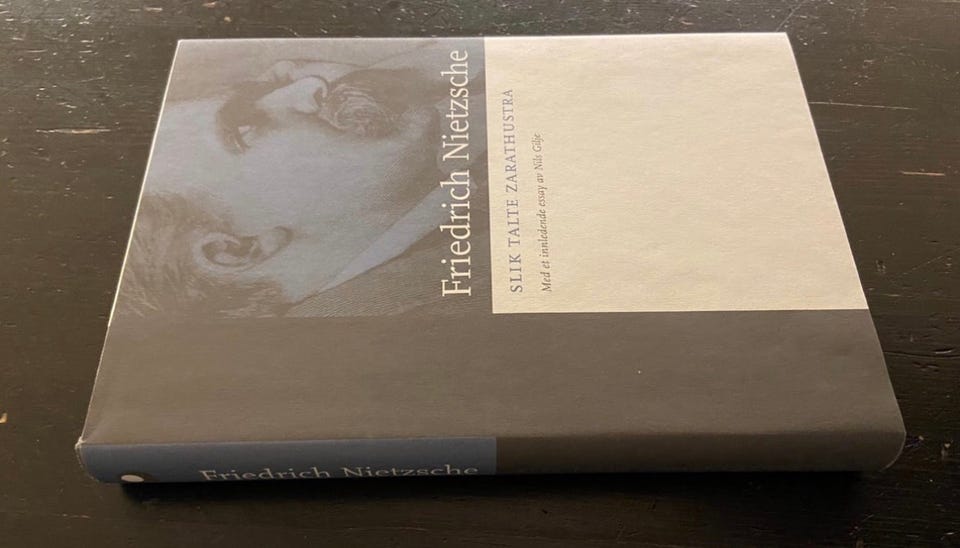 Friedrich Nietzsche
SLIK TALTE ZARATHUSTRA
Med et innledende essay av Nils Gilje
Friedrich Nietzsche